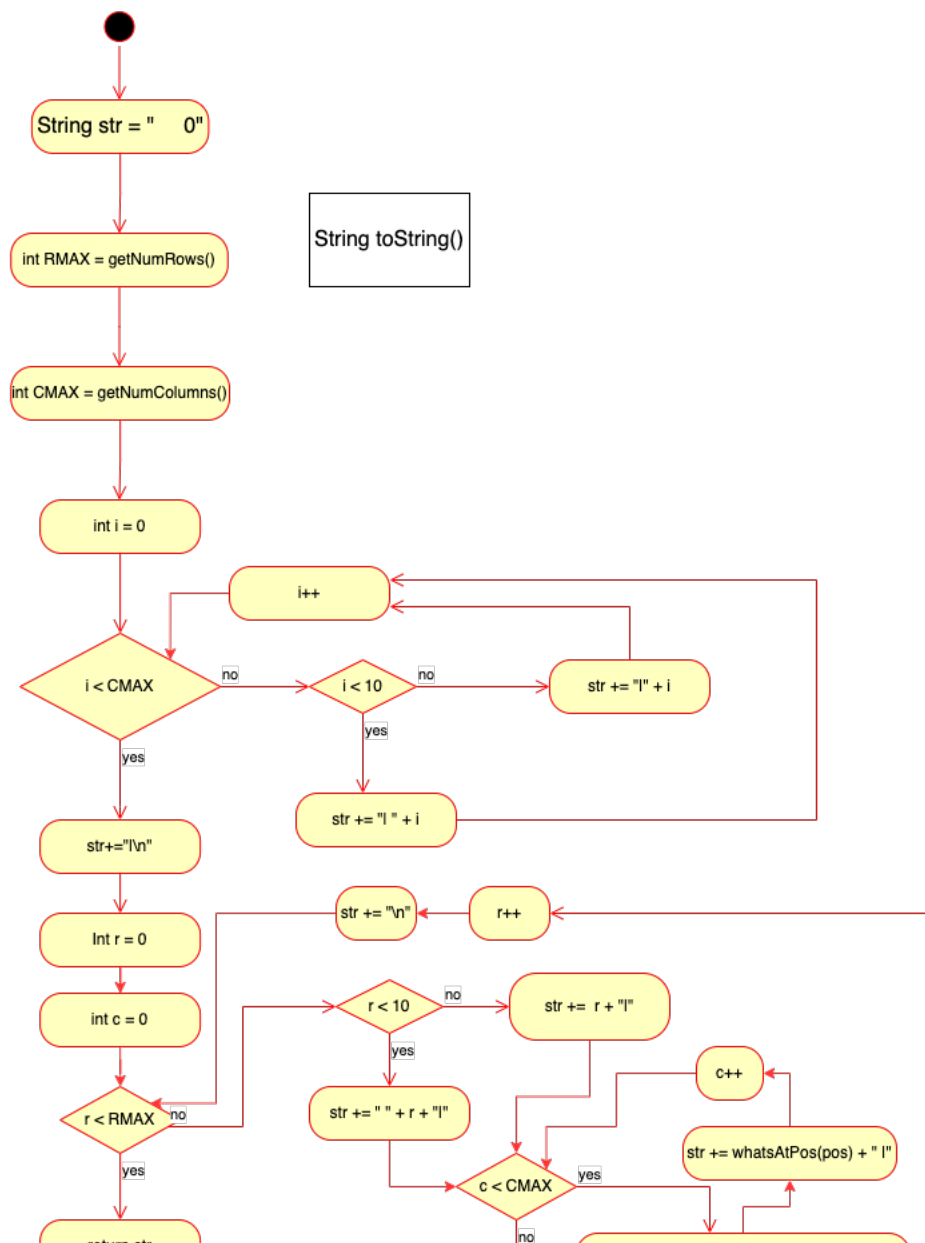 String str = "     0"
String toString()
int RMAX = getNumRows()
int CMAX = getNumColumns()
int i = 0
i++
i < CMAX
no
i < 10
no
str += "|" + i
yes
yes
str += "| " + i
str+="|\n"
str += "\n"
r++
Int r = 0
r < 10
no
str +=  r + "|"
int c = 0
yes
c++
r < RMAX
no
str += " " + r + "|"
str += whatsAtPos(pos) + " |"
yes
c < CMAX
yes
no
return str